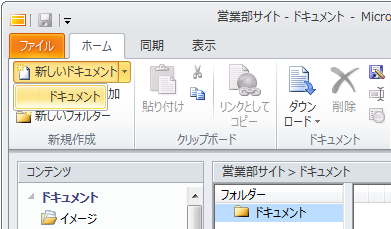 営業部サイト - ドキュメント - Micro
ファイル ホーム 同期 表示
新しいドキュメント
ドキュメント
加
新しいフォルダー
新規作成
貼り付け
リンクとして
コピー
クリップボード
ダウン
ロード
削除
ドキュメント
コンテンツ
ドキュメント
イメージ
営業部サイト > ドキュメント
フォルダー
ドキュメント